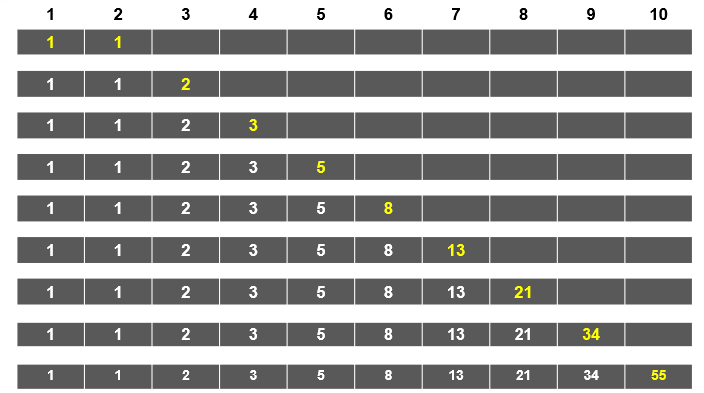 1 2 3 4 5 6 7 8 9 10
1 1
1 1 2
1 1 2 3
1 1 2 3 5
1 1 2 3 5 8
1 1 2 3 5 8 13
1 1 2 3 5 8 13 21
1 1 2 3 5 8 13 21 34
1 1 2 3 5 8 13 21 34 55